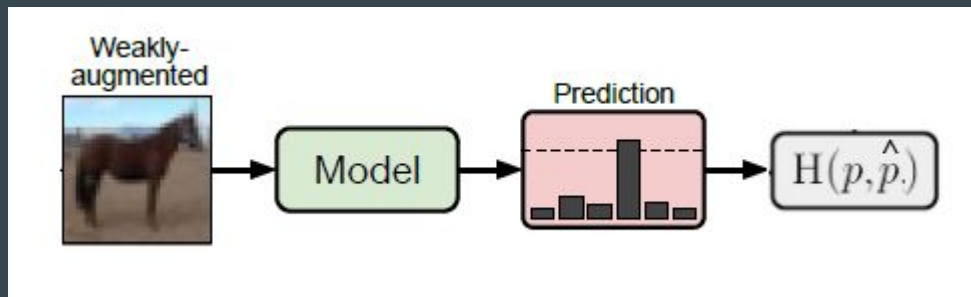 Weakly-
augmented
Model
Prediction
H(p, p̂.)